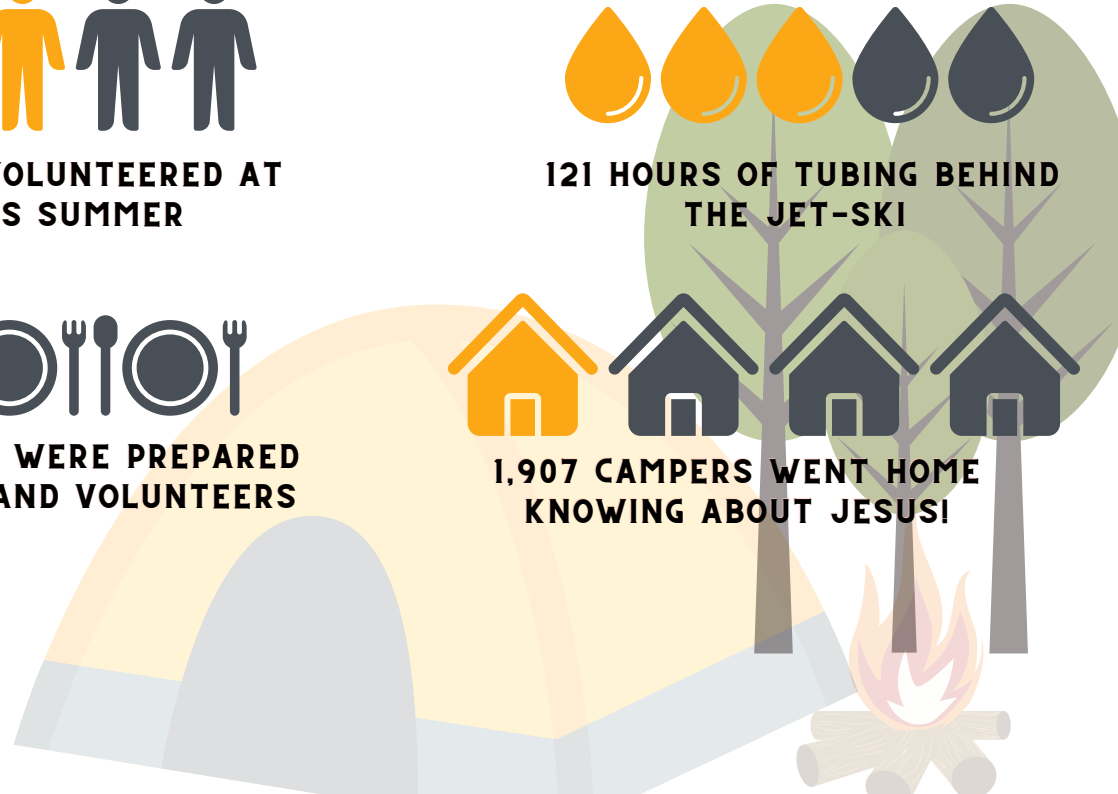 VOLUNTEERED AT
S SUMMER
121 HOURS OF TUBING BEHIND
THE JET-SKI
WERE PREPARED
AND VOLUNTEERS
1,907 CAMPERS WENT HOME
KNOWING ABOUT JESUS!